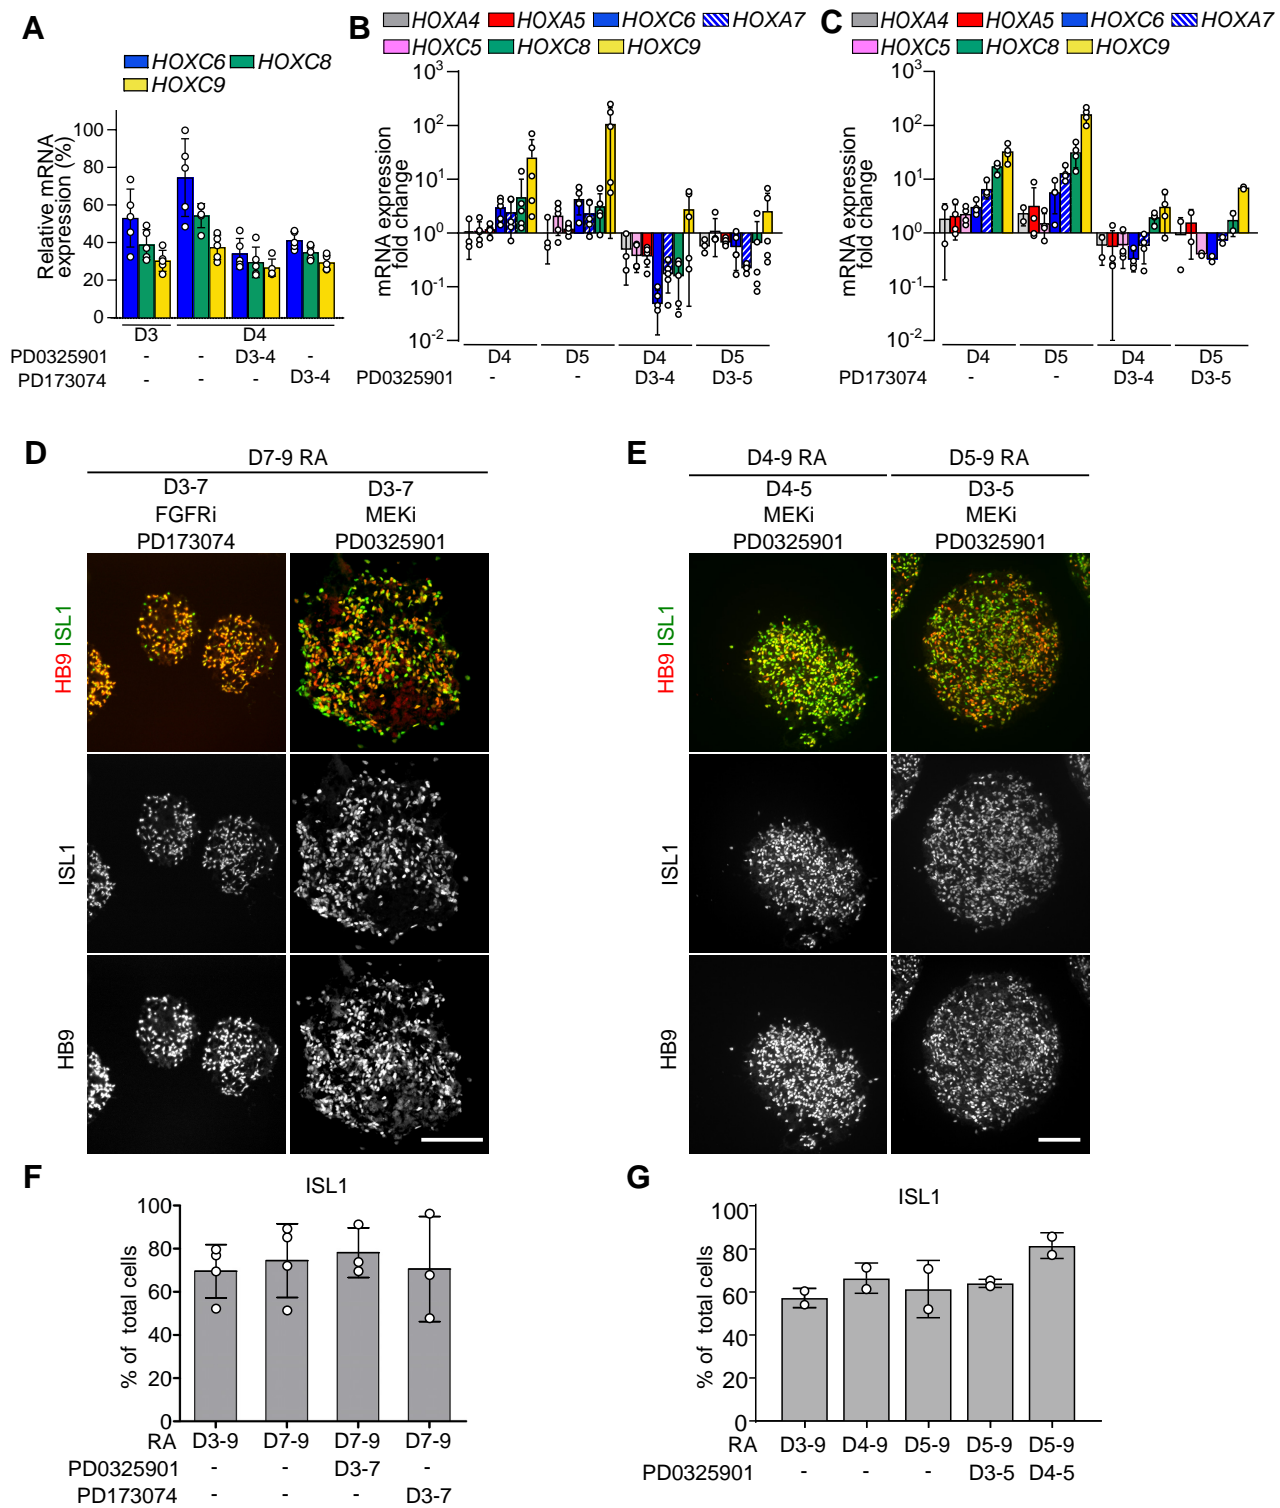 A
HOXC6 HOXC8
HOXC9
Relative mRNA
expression (%)
100
80
60
40
20
0
D3 D4
PD0325901 - - D3-4 -
PD173074 - - - D3-4
B
HOXA4 HOXA5 HOXC6 HOXA7
HOXC5 HOXC8 HOXC9
mRNA expression
fold change
10^3
10^2
10^1
10^0
10^-1
10^-2
D4 D5 D4 D5
PD0325901 - - D3-4 D3-5
C
HOXA4 HOXA5 HOXC6 HOXA7
HOXC5 HOXC8 HOXC9
mRNA expression
fold change
10^3
10^2
10^1
10^0
10^-1
10^-2
D4 D5 D4 D5
PD173074 - - D3-4 D3-5
D
D7-9 RA
D3-7 D3-7
FGFRi MEKi
PD173074 PD0325901
HB9 ISL1
ISL1
HB9
E
D4-9 RA D5-9 RA
D4-5 D3-5
MEKi MEKi
PD0325901 PD0325901
HB9 ISL1
ISL1
HB9
F
ISL1
% of total cells
100
80
60
40
20
0
RA D3-9 D7-9 D7-9 D7-9
PD0325901 - - D3-7 -
PD173074 - - - D3-7
G
ISL1
% of total cells
100
80
60
40
20
0
RA D3-9 D4-9 D5-9 D5-9 D5-9
PD0325901 - - - D3-5 D4-5